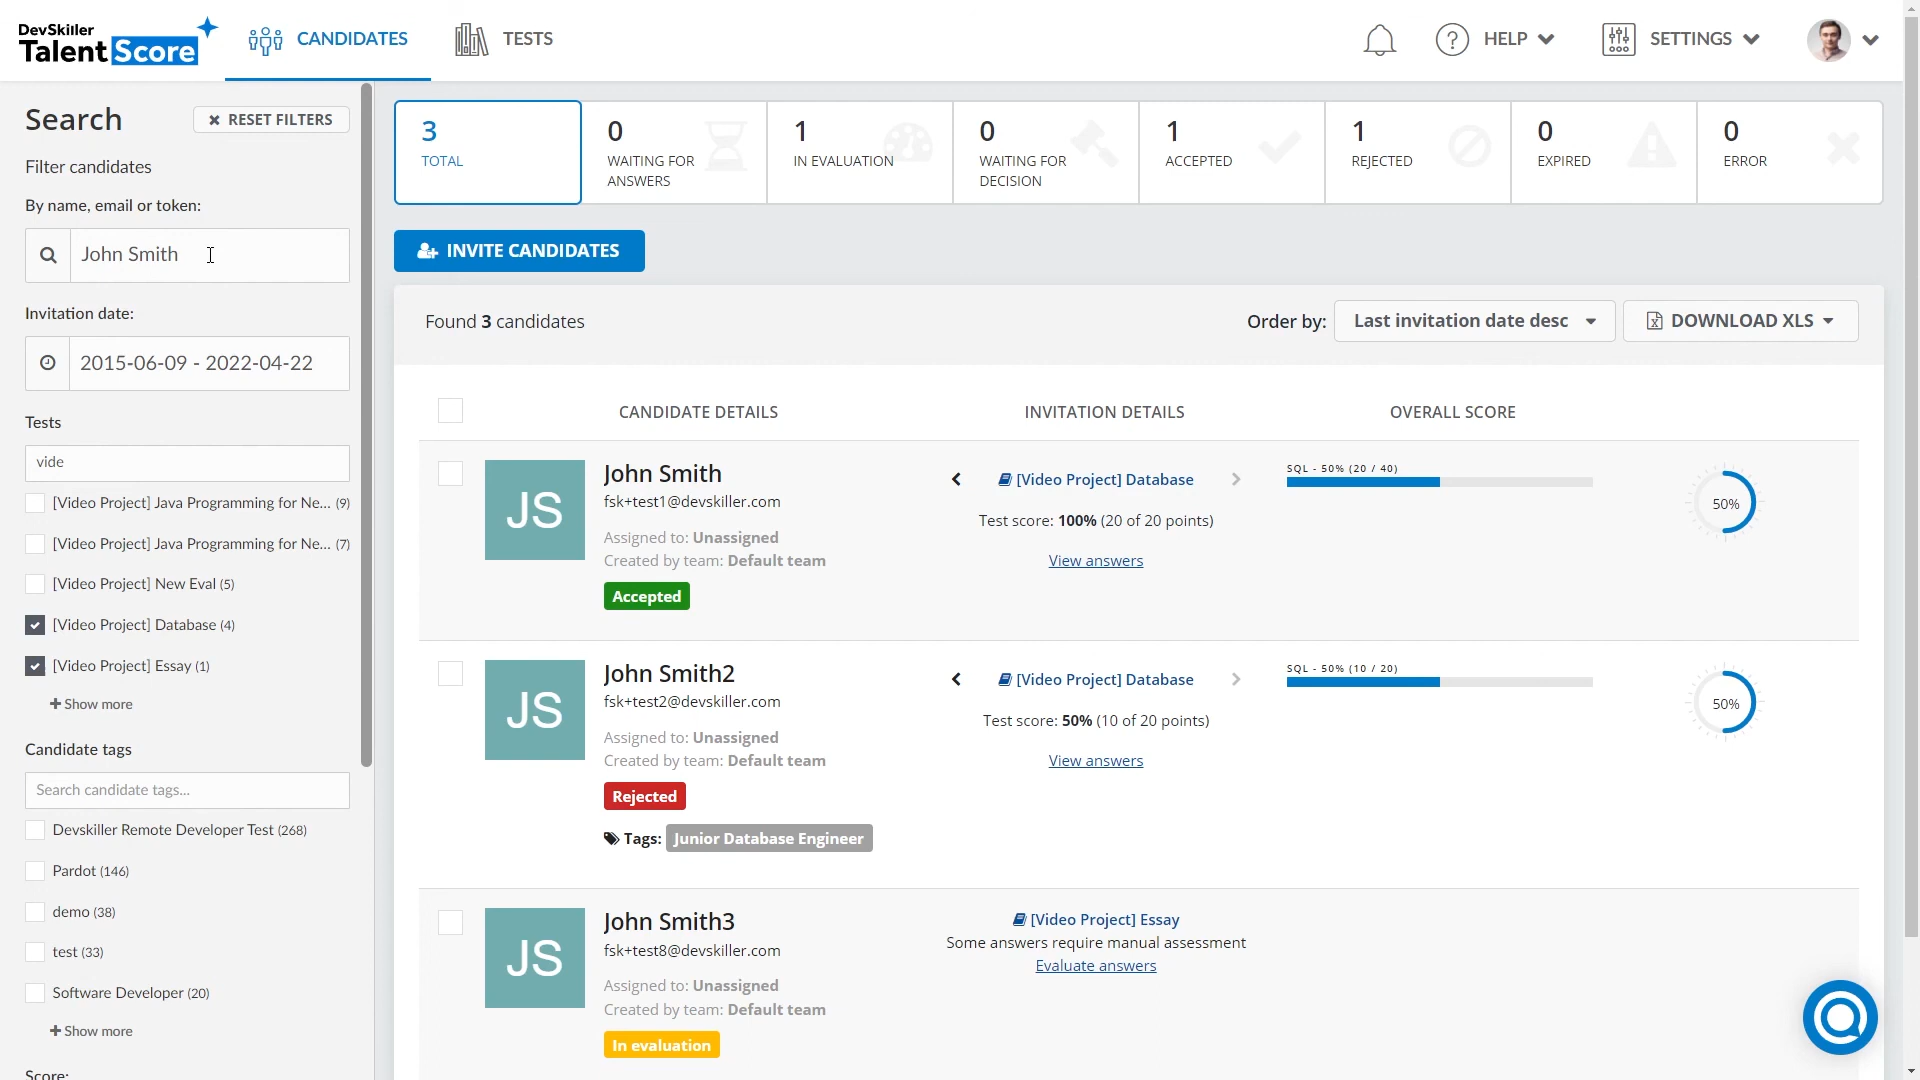 DevSkiller
TalentScore
CANDIDATES
TESTS
HELP
SETTINGS
Search
RESET FILTERS
Filter candidates
By name, email or token:
John Smith
Invitation date:
2015-06-09 - 2022-04-22
Tests
vide
[Video Project] Java Programming for Ne... (9)
[Video Project] Java Programming for Ne... (7)
[Video Project] New Eval (5)
[Video Project] Database (4)
[Video Project] Essay (1)
Show more
Candidate tags
Search candidate tags...
Devskiller Remote Developer Test (268)
Pardot (146)
demo (38)
test (33)
Software Developer (20)
Show more
Score:
3
TOTAL
0
WAITING FOR
ANSWERS
1
IN EVALUATION
0
WAITING FOR
DECISION
1
ACCEPTED
1
REJECTED
0
EXPIRED
0
ERROR
INVITE CANDIDATES
Found 3 candidates
Order by:
Last invitation date desc
DOWNLOAD XLS
CANDIDATE DETAILS
INVITATION DETAILS
OVERALL SCORE
JS
John Smith
fsk+test1@devskiller.com
Assigned to: Unassigned
Created by team: Default team
Accepted
[Video Project] Database
Test score: 100% (20 of 20 points)
View answers
SQL - 50% (20 / 40)
50%
JS
John Smith2
fsk+test2@devskiller.com
Assigned to: Unassigned
Created by team: Default team
Rejected
Tags: Junior Database Engineer
[Video Project] Database
Test score: 50% (10 of 20 points)
View answers
SQL - 50% (10 / 20)
50%
JS
John Smith3
fsk+test8@devskiller.com
Assigned to: Unassigned
Created by team: Default team
In evaluation
[Video Project] Essay
Some answers require manual assessment
Evaluate answers